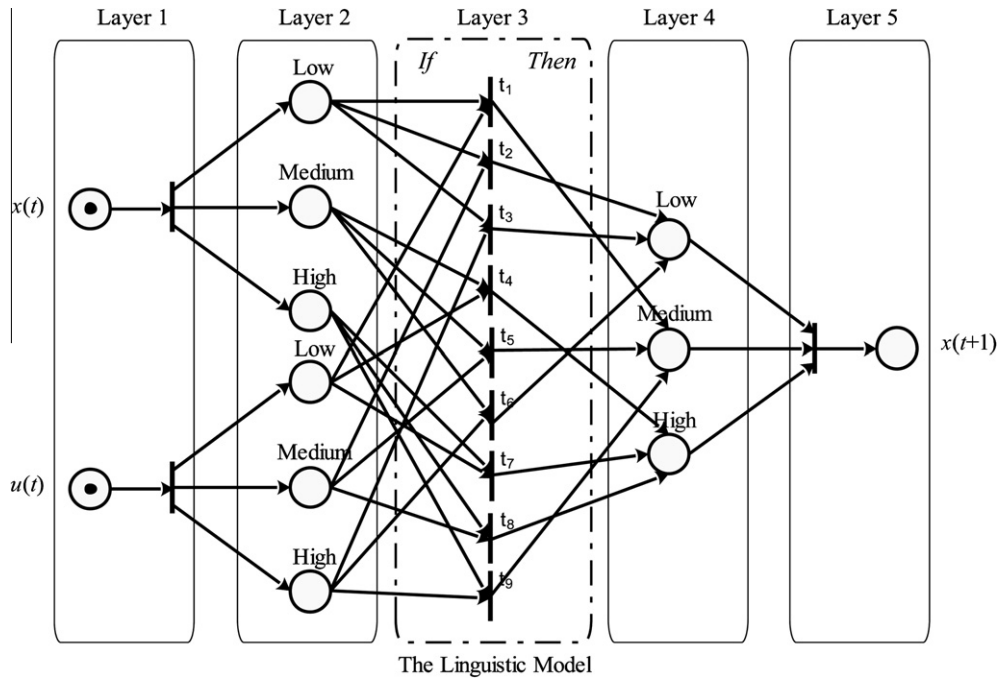 Layer 1
Layer 2
Layer 3
Layer 4
Layer 5
If
Then
Low
Medium
High
Low
Medium
High
x(t)
u(t)
t1
t2
t3
t4
t5
t6
t7
t8
t9
Low
Medium
High
x(t+1)
The Linguistic Model